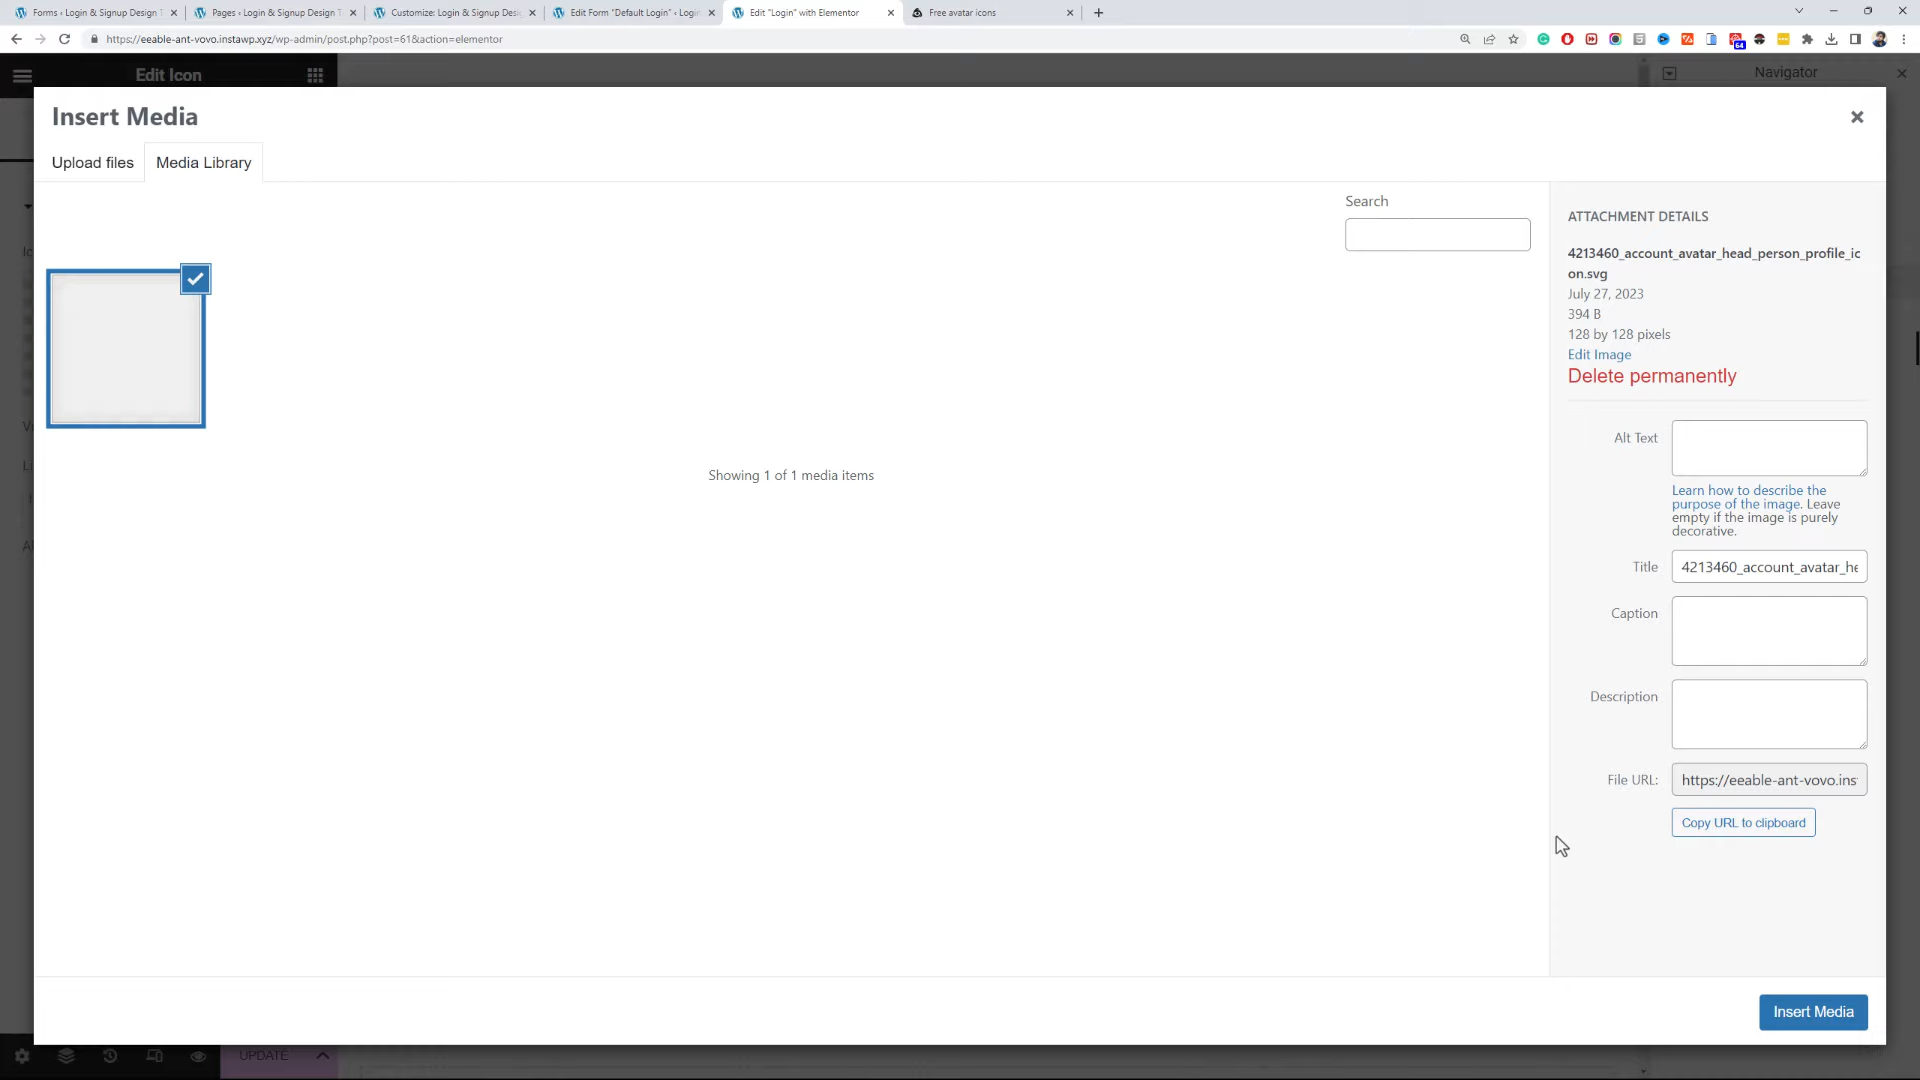 Forms ‹ Login & Signup Design T
Pages ‹ Login & Signup Design T
Customize: Login & Signup Desi
Edit Form "Default Login" ‹ Login
Edit "Login" with Elementor
Free avatar icons
https://eeable-ant-vovo.instawp.xyz/wp-admin/post.php?post=61&action=elementor
64
Edit Icon
Navigator
Insert Media
Upload files
Media Library
Search
Showing 1 of 1 media items
ATTACHMENT DETAILS
4213460_account_avatar_head_person_profile_ic
on.svg
July 27, 2023
394 B
128 by 128 pixels
Edit Image
Delete permanently
Alt Text
Learn how to describe the
purpose of the image. Leave
empty if the image is purely
decorative.
Title
4213460_account_avatar_he
Caption
Description
File URL:
https://eeable-ant-vovo.ins
Copy URL to clipboard
Insert Media
UPDATE